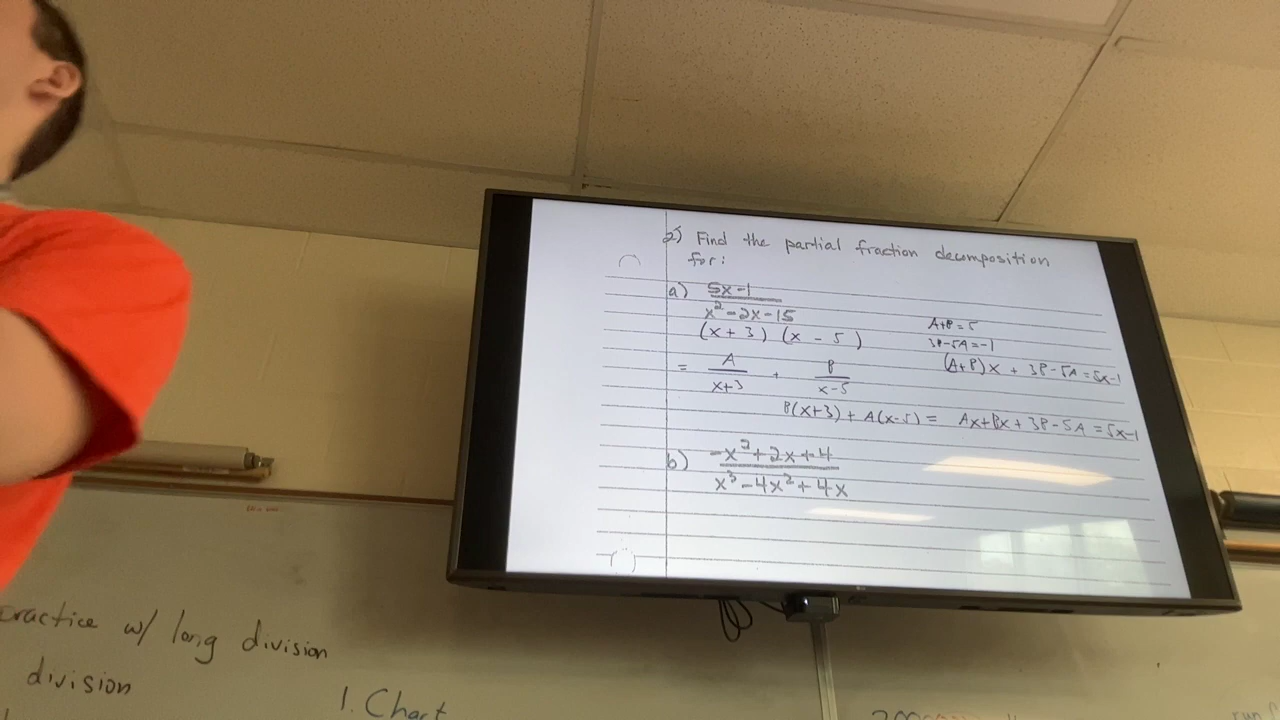 2) Find the partial fraction decomposition
for:
a) 5x-1
x²-2x-15
(x + 3) (x - 5)
A+B = 5
3B-5A=-1
(A+B)x + 3B-5A = 5x-1
= A + B
x+3 x-5
B(x+3) + A(x-5) = Ax+Bx + 3B-5A = 5x-1
b) -x²+2x+4
x³-4x²+4x
practice w/ long division
division
1. Chart